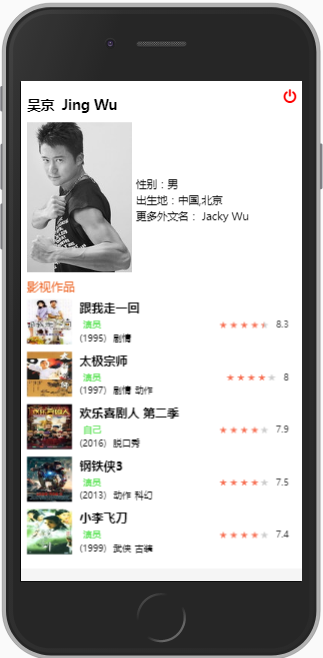 吴京 Jing Wu
性别：男
出生地：中国,北京
更多外文名： Jacky Wu
影视作品
跟我走一回
演员
8.3
(1995) 剧情
太极宗师
演员
8
(1997) 剧情 动作
欢乐喜剧人 第二季
自己
7.9
(2016) 脱口秀
钢铁侠3
演员
7.5
(2013) 动作 科幻
小李飞刀
演员
7.4
(1999) 武侠 古装